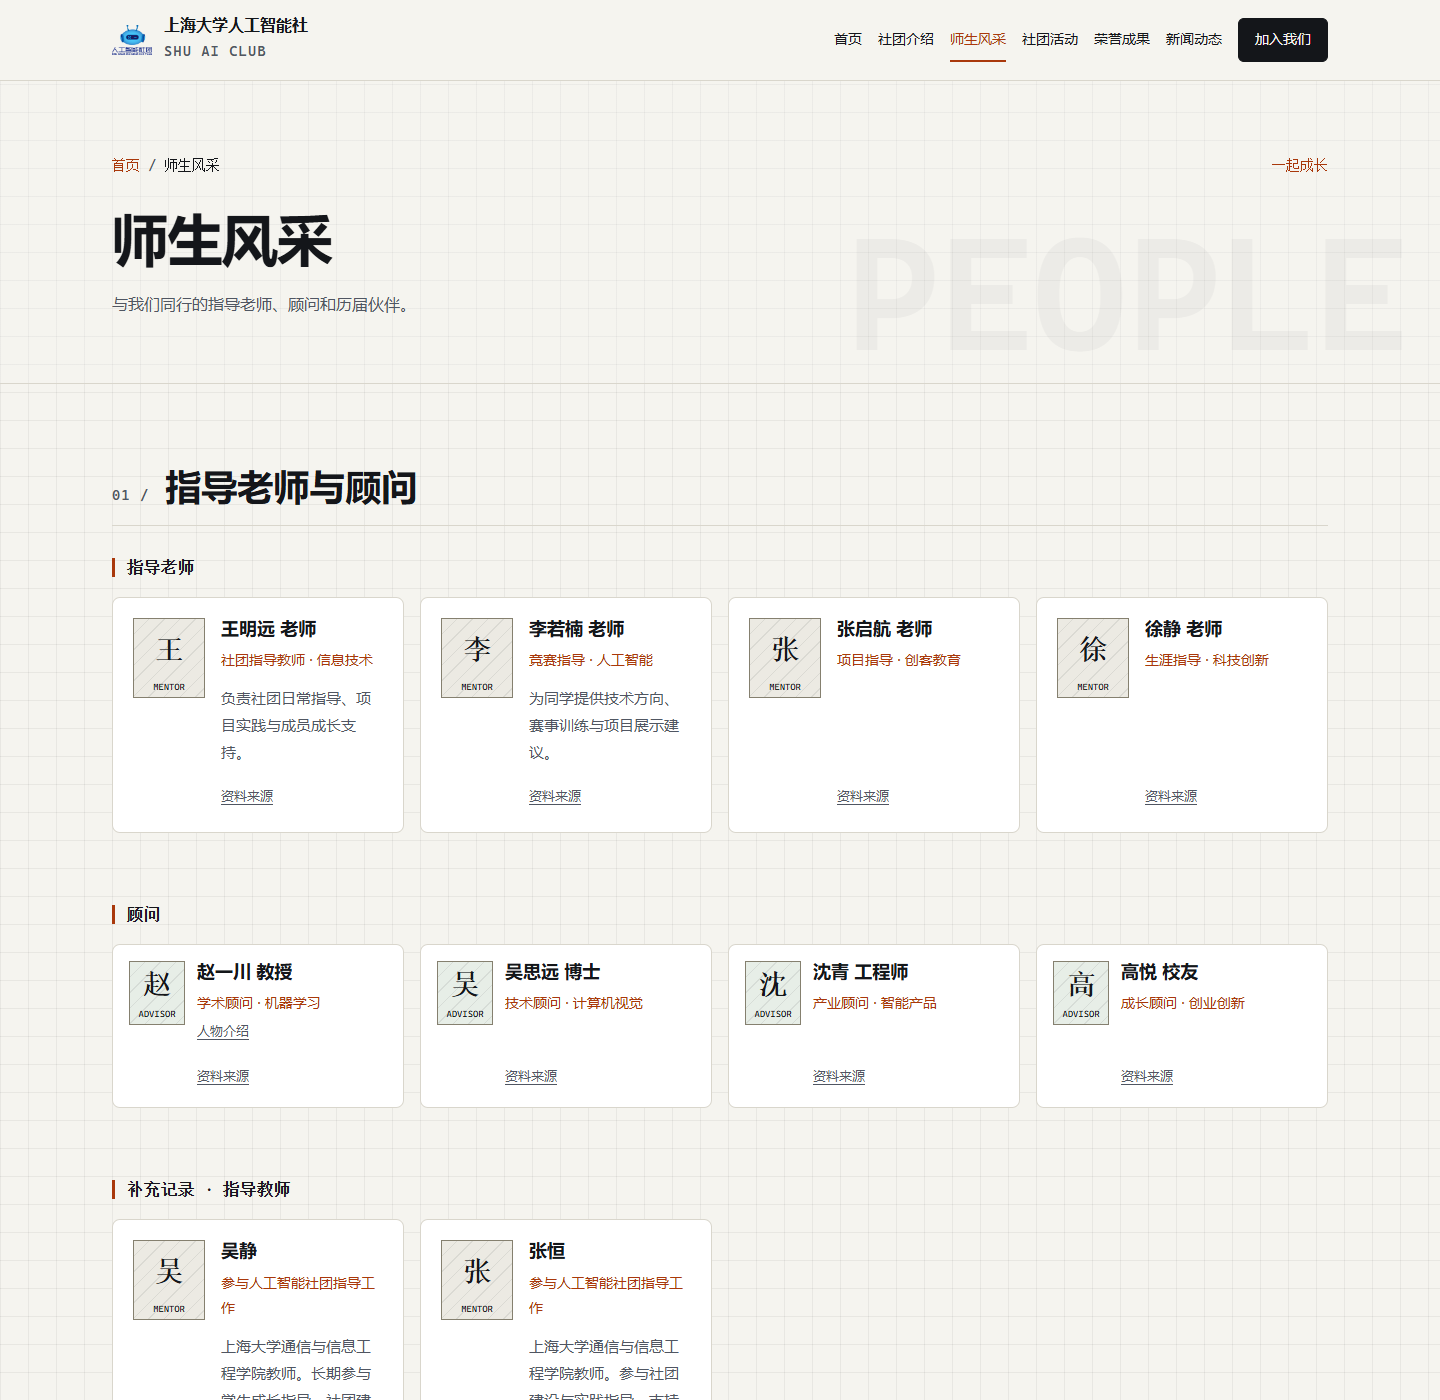 上海大学人工智能社
SHU AI CLUB
首页 社团介绍 师生风采 社团活动 荣誉成果 新闻动态 加入我们
首页 / 师生风采
一起成长
师生风采
PEOPLE
与我们同行的指导老师、顾问和历届伙伴。
01 / 指导老师与顾问
指导老师
王
MENTOR
王明远 老师
社团指导教师 · 信息技术
负责社团日常指导、项
目实践与成员成长支
持。
资料来源
李
MENTOR
李若楠 老师
竞赛指导 · 人工智能
为同学提供技术方向、
赛事训练与项目展示建
议。
资料来源
张
MENTOR
张启航 老师
项目指导 · 创客教育
资料来源
徐
MENTOR
徐静 老师
生涯指导 · 科技创新
资料来源
顾问
赵
ADVISOR
赵一川 教授
学术顾问 · 机器学习
人物介绍
资料来源
吴
ADVISOR
吴思远 博士
技术顾问 · 计算机视觉
资料来源
沈
ADVISOR
沈青 工程师
产业顾问 · 智能产品
资料来源
高
ADVISOR
高悦 校友
成长顾问 · 创业创新
资料来源
补充记录 · 指导教师
吴
MENTOR
吴静
参与人工智能社团指导工
作
上海大学通信与信息工
程学院教师。长期参与
学生成长指导、社团建
张
MENTOR
张恒
参与人工智能社团指导工
作
上海大学通信与信息工
程学院教师。参与社团
建设与实践指导，支持